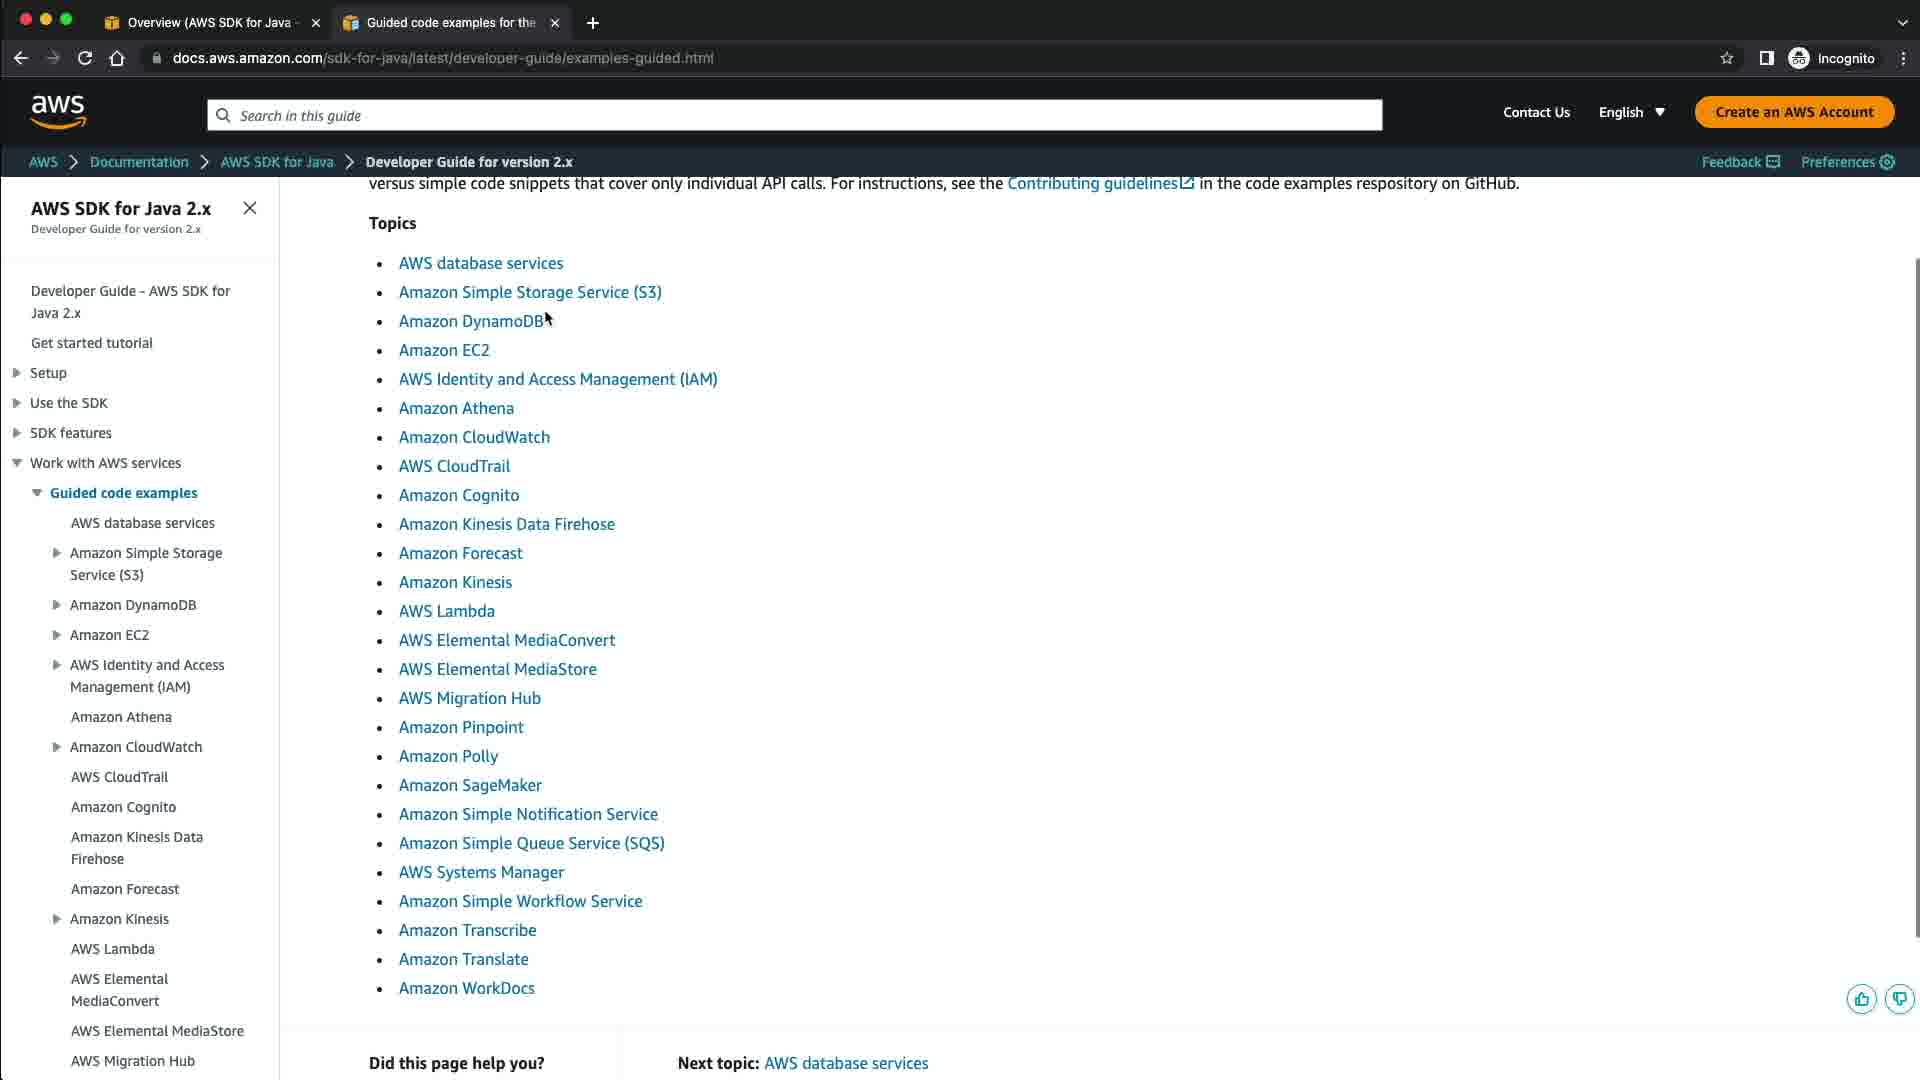 Overview (AWS SDK for Java -
Guided code examples for the
docs.aws.amazon.com/sdk-for-java/latest/developer-guide/examples-guided.html
Incognito
aws
Search in this guide
Contact Us
English
Create an AWS Account
AWS
Documentation
AWS SDK for Java
Developer Guide for version 2.x
Feedback
Preferences
AWS SDK for Java 2.x
Developer Guide for version 2.x
Developer Guide - AWS SDK for
Java 2.x
Get started tutorial
Setup
Use the SDK
SDK features
Work with AWS services
Guided code examples
AWS database services
Amazon Simple Storage
Service (S3)
Amazon DynamoDB
Amazon EC2
AWS Identity and Access
Management (IAM)
Amazon Athena
Amazon CloudWatch
AWS CloudTrail
Amazon Cognito
Amazon Kinesis Data
Firehose
Amazon Forecast
Amazon Kinesis
AWS Lambda
AWS Elemental
MediaConvert
AWS Elemental MediaStore
AWS Migration Hub
versus simple code snippets that cover only individual API calls. For instructions, see the Contributing guidelines in the code examples respository on GitHub.
Topics
• AWS database services
• Amazon Simple Storage Service (S3)
• Amazon DynamoDB
• Amazon EC2
• AWS Identity and Access Management (IAM)
• Amazon Athena
• Amazon CloudWatch
• AWS CloudTrail
• Amazon Cognito
• Amazon Kinesis Data Firehose
• Amazon Forecast
• Amazon Kinesis
• AWS Lambda
• AWS Elemental MediaConvert
• AWS Elemental MediaStore
• AWS Migration Hub
• Amazon Pinpoint
• Amazon Polly
• Amazon SageMaker
• Amazon Simple Notification Service
• Amazon Simple Queue Service (SQS)
• AWS Systems Manager
• Amazon Simple Workflow Service
• Amazon Transcribe
• Amazon Translate
• Amazon WorkDocs
Did this page help you?
Next topic: AWS database services